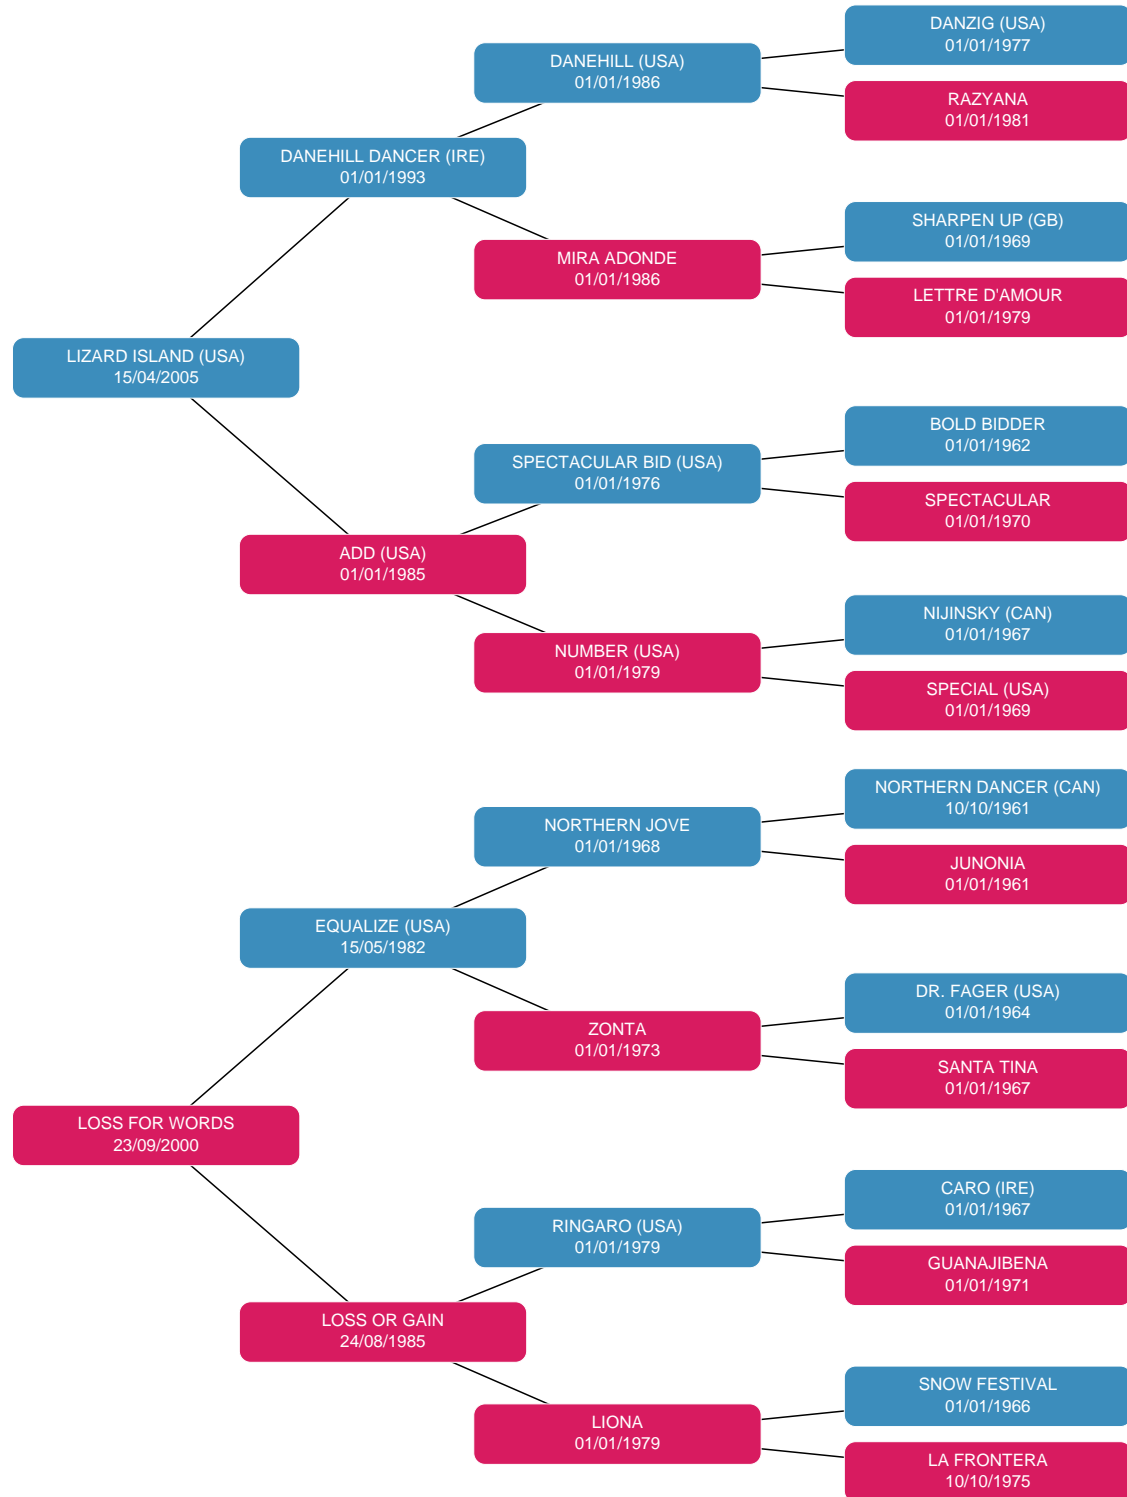 DANZIG (USA)
01/01/1977
DANEHILL (USA)
01/01/1986
RAZYANA
01/01/1981
DANEHILL DANCER (IRE)
01/01/1993
SHARPEN UP (GB)
01/01/1969
MIRA ADONDE
01/01/1986
LETTRE D'AMOUR
01/01/1979
LIZARD ISLAND (USA)
15/04/2005
BOLD BIDDER
01/01/1962
SPECTACULAR BID (USA)
01/01/1976
SPECTACULAR
01/01/1970
ADD (USA)
01/01/1985
NIJINSKY (CAN)
01/01/1967
NUMBER (USA)
01/01/1979
SPECIAL (USA)
01/01/1969
NORTHERN DANCER (CAN)
10/10/1961
NORTHERN JOVE
01/01/1968
JUNONIA
01/01/1961
EQUALIZE (USA)
15/05/1982
DR. FAGER (USA)
01/01/1964
ZONTA
01/01/1973
SANTA TINA
01/01/1967
LOSS FOR WORDS
23/09/2000
CARO (IRE)
01/01/1967
RINGARO (USA)
01/01/1979
GUANAJIBENA
01/01/1971
LOSS OR GAIN
24/08/1985
SNOW FESTIVAL
01/01/1966
LIONA
01/01/1979
LA FRONTERA
10/10/1975